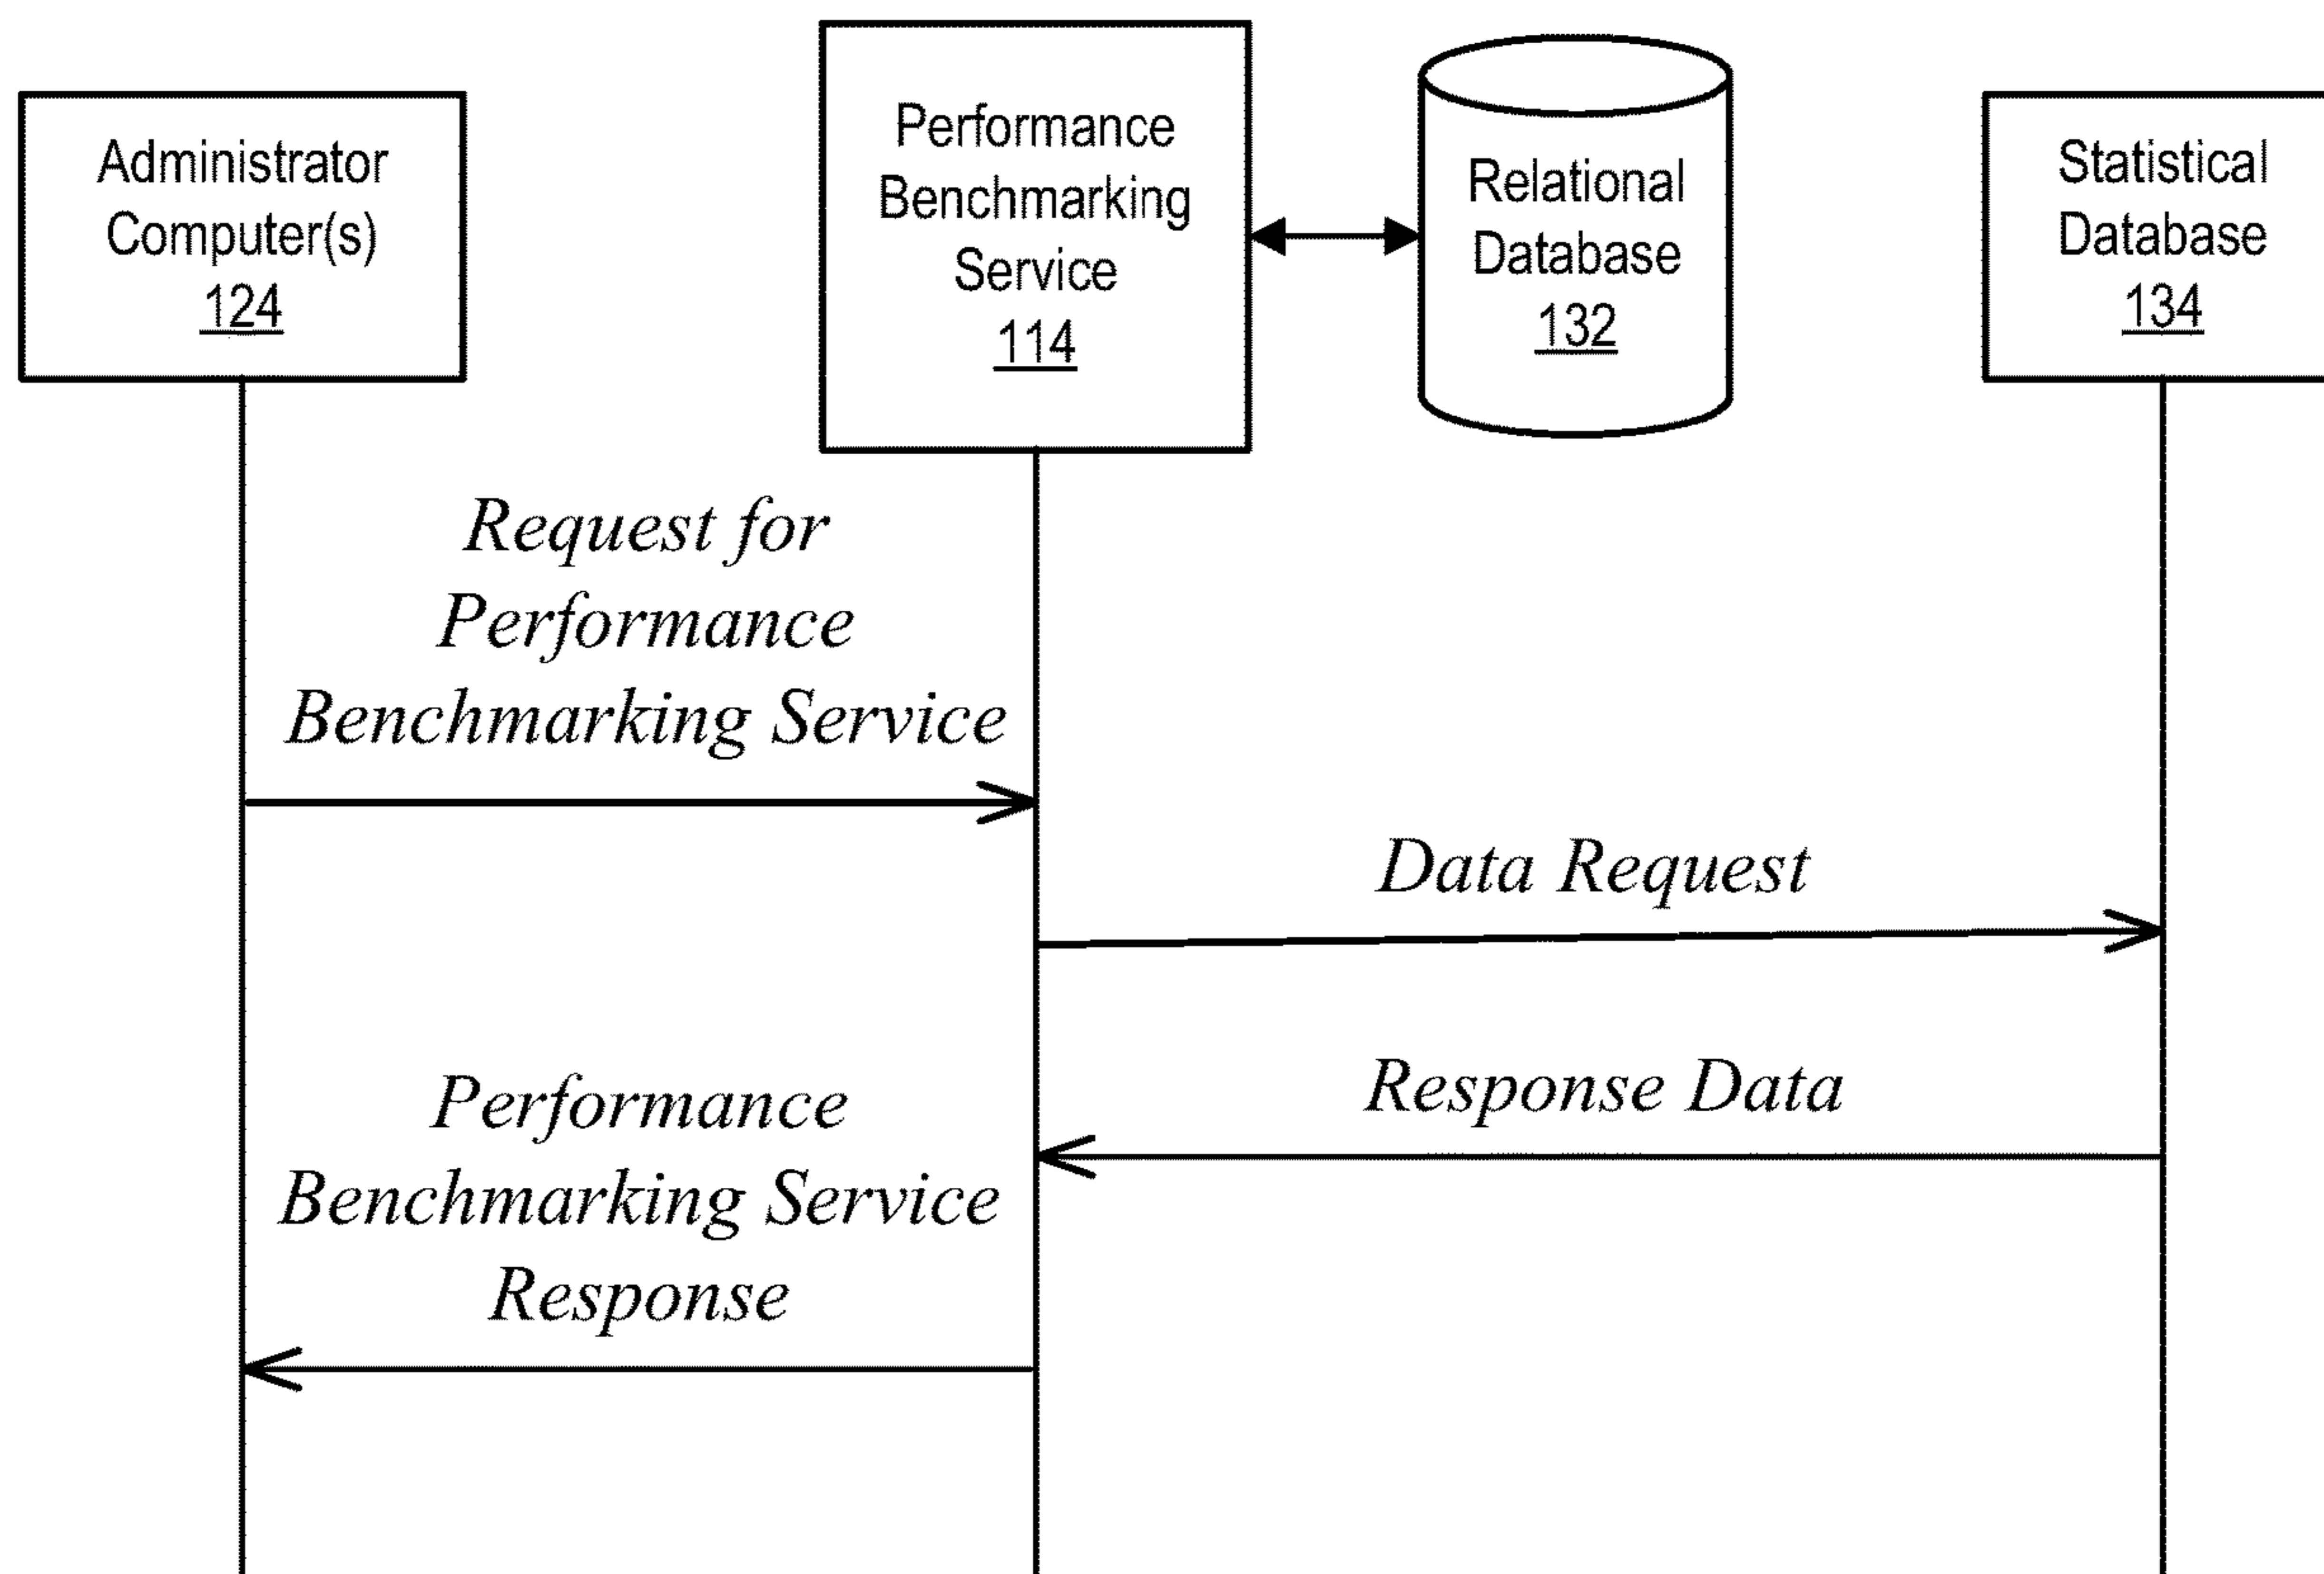 Administrator
Computer(s)
124
Performance
Benchmarking
Service
114
Relational
Database
132
Statistical
Database
134
Request for
Performance
Benchmarking Service
Data Request
Response Data
Performance
Benchmarking Service
Response